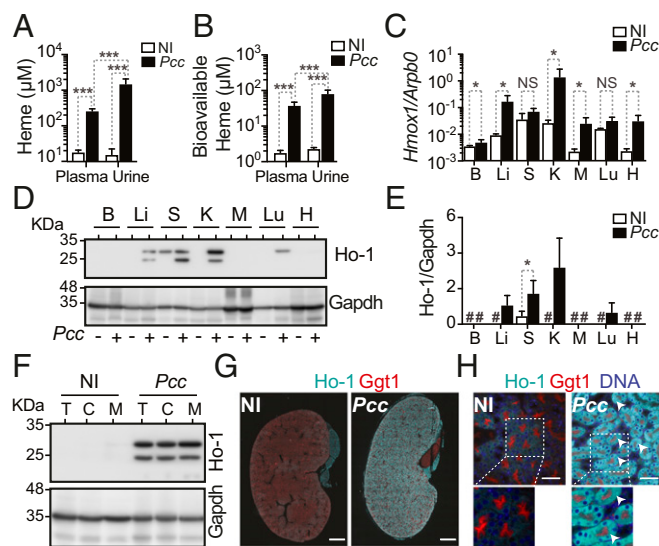 A
Heme (µM)
10⁴
10³
10²
10¹
***
***
***
NI
Pcc
Plasma Urine
B
Bioavailable
Heme (µM)
10³
10²
10¹
10⁰
***
***
***
NI
Pcc
Plasma Urine
C
Hmox1/Arpb0
10¹
10⁰
10⁻¹
10⁻²
10⁻³
* * NS * * NS *
NI
Pcc
B Li S K M Lu H
D
KDa
B Li S K M Lu H
35
25
Ho-1
48
35
Gapdh
Pcc - + - + - + - + - + - + - +
E
Ho-1/Gapdh
6
3
2
0
*
NI
Pcc
## # # ## # ##
B Li S K M Lu H
F
NI Pcc
KDa T C M T C M
35
25
Ho-1
48
35
Gapdh
G
Ho-1 Ggt1
NI Pcc
H
Ho-1 Ggt1 DNA
NI Pcc